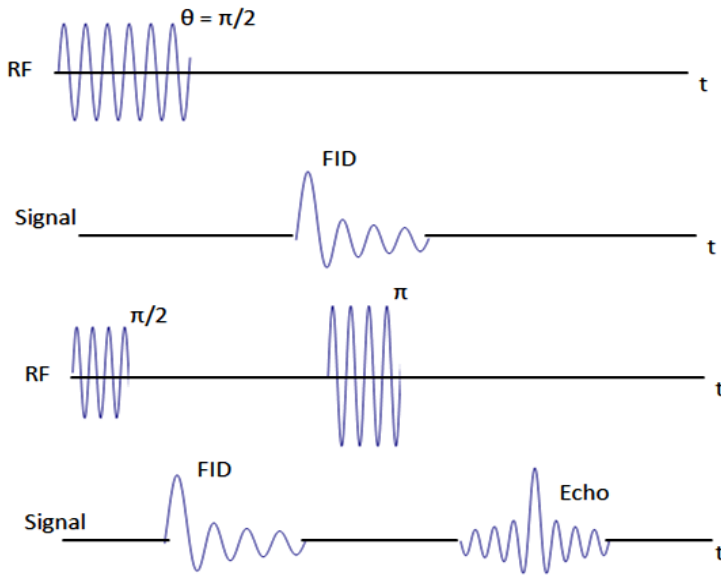 θ = π/2
RF
t
FID
Signal
t
π/2
π
RF
t
FID
Echo
Signal
t